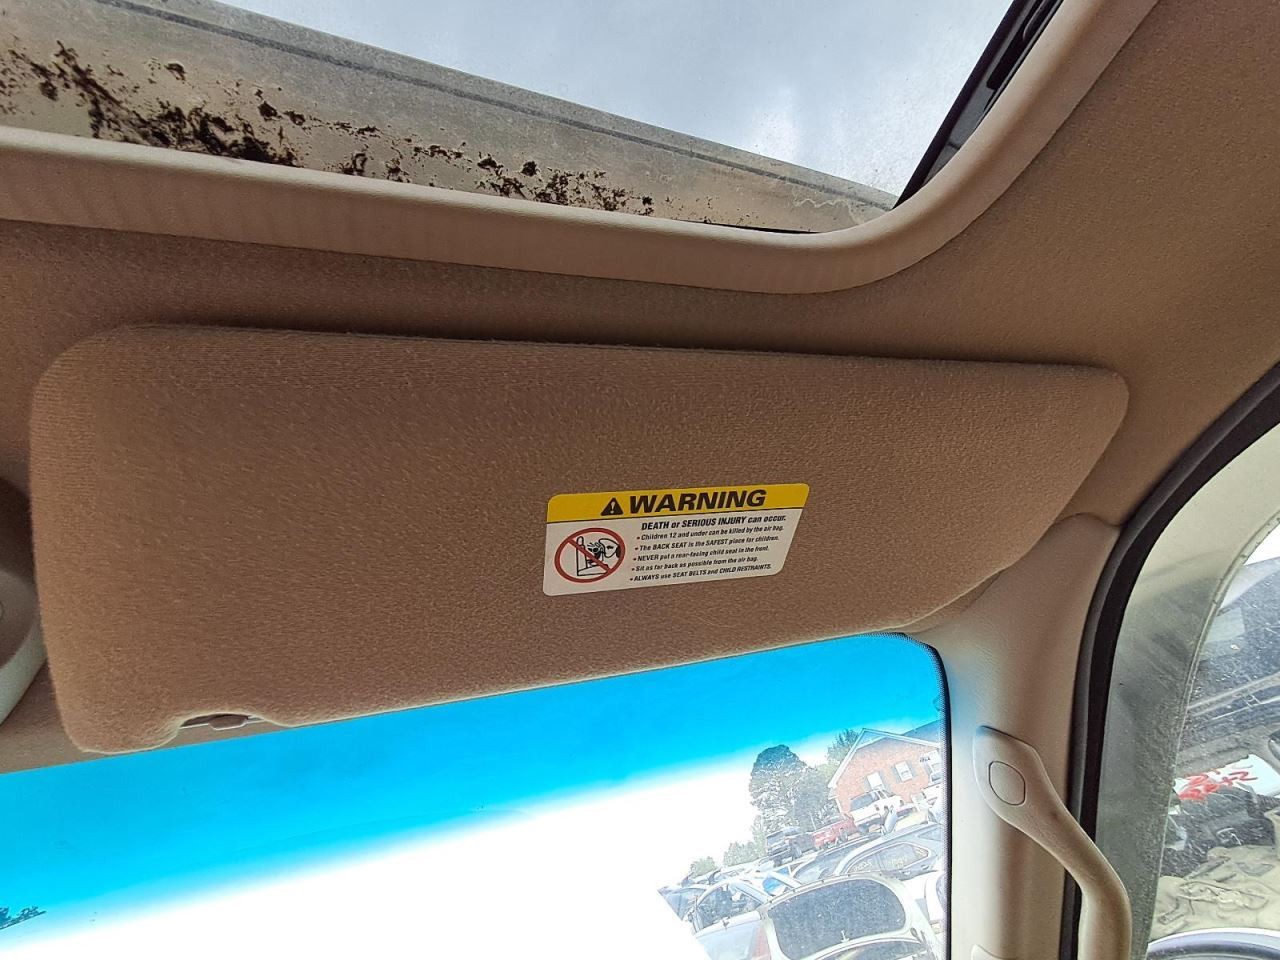 WARNING
DEATH or SERIOUS INJURY can occur.
• Children 12 and under can be killed by the air bag.
• The BACK SEAT is the SAFEST place for children.
• NEVER put a rear-facing child seat in the front.
• Sit as far back as possible from the air bag.
• ALWAYS use SEAT BELTS and CHILD RESTRAINTS.